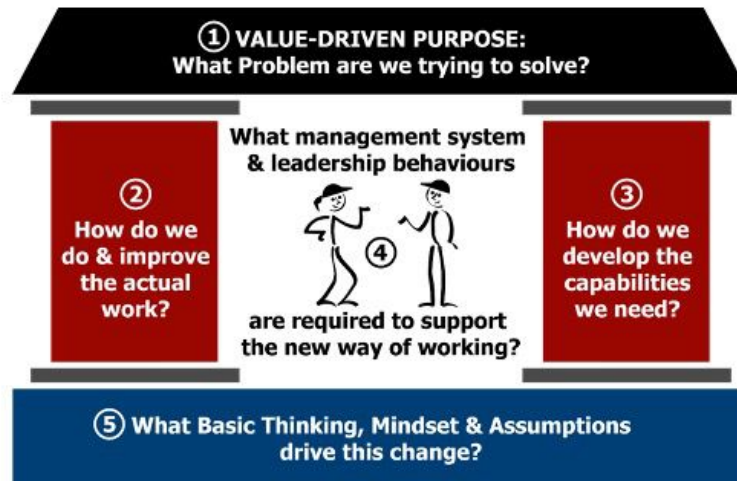 ① VALUE-DRIVEN PURPOSE:
What Problem are we trying to solve?
②
How do we
do & improve
the actual
work?
What management system
& leadership behaviours
④
are required to support
the new way of working?
③
How do we
develop the
capabilities
we need?
⑤ What Basic Thinking, Mindset & Assumptions
drive this change?